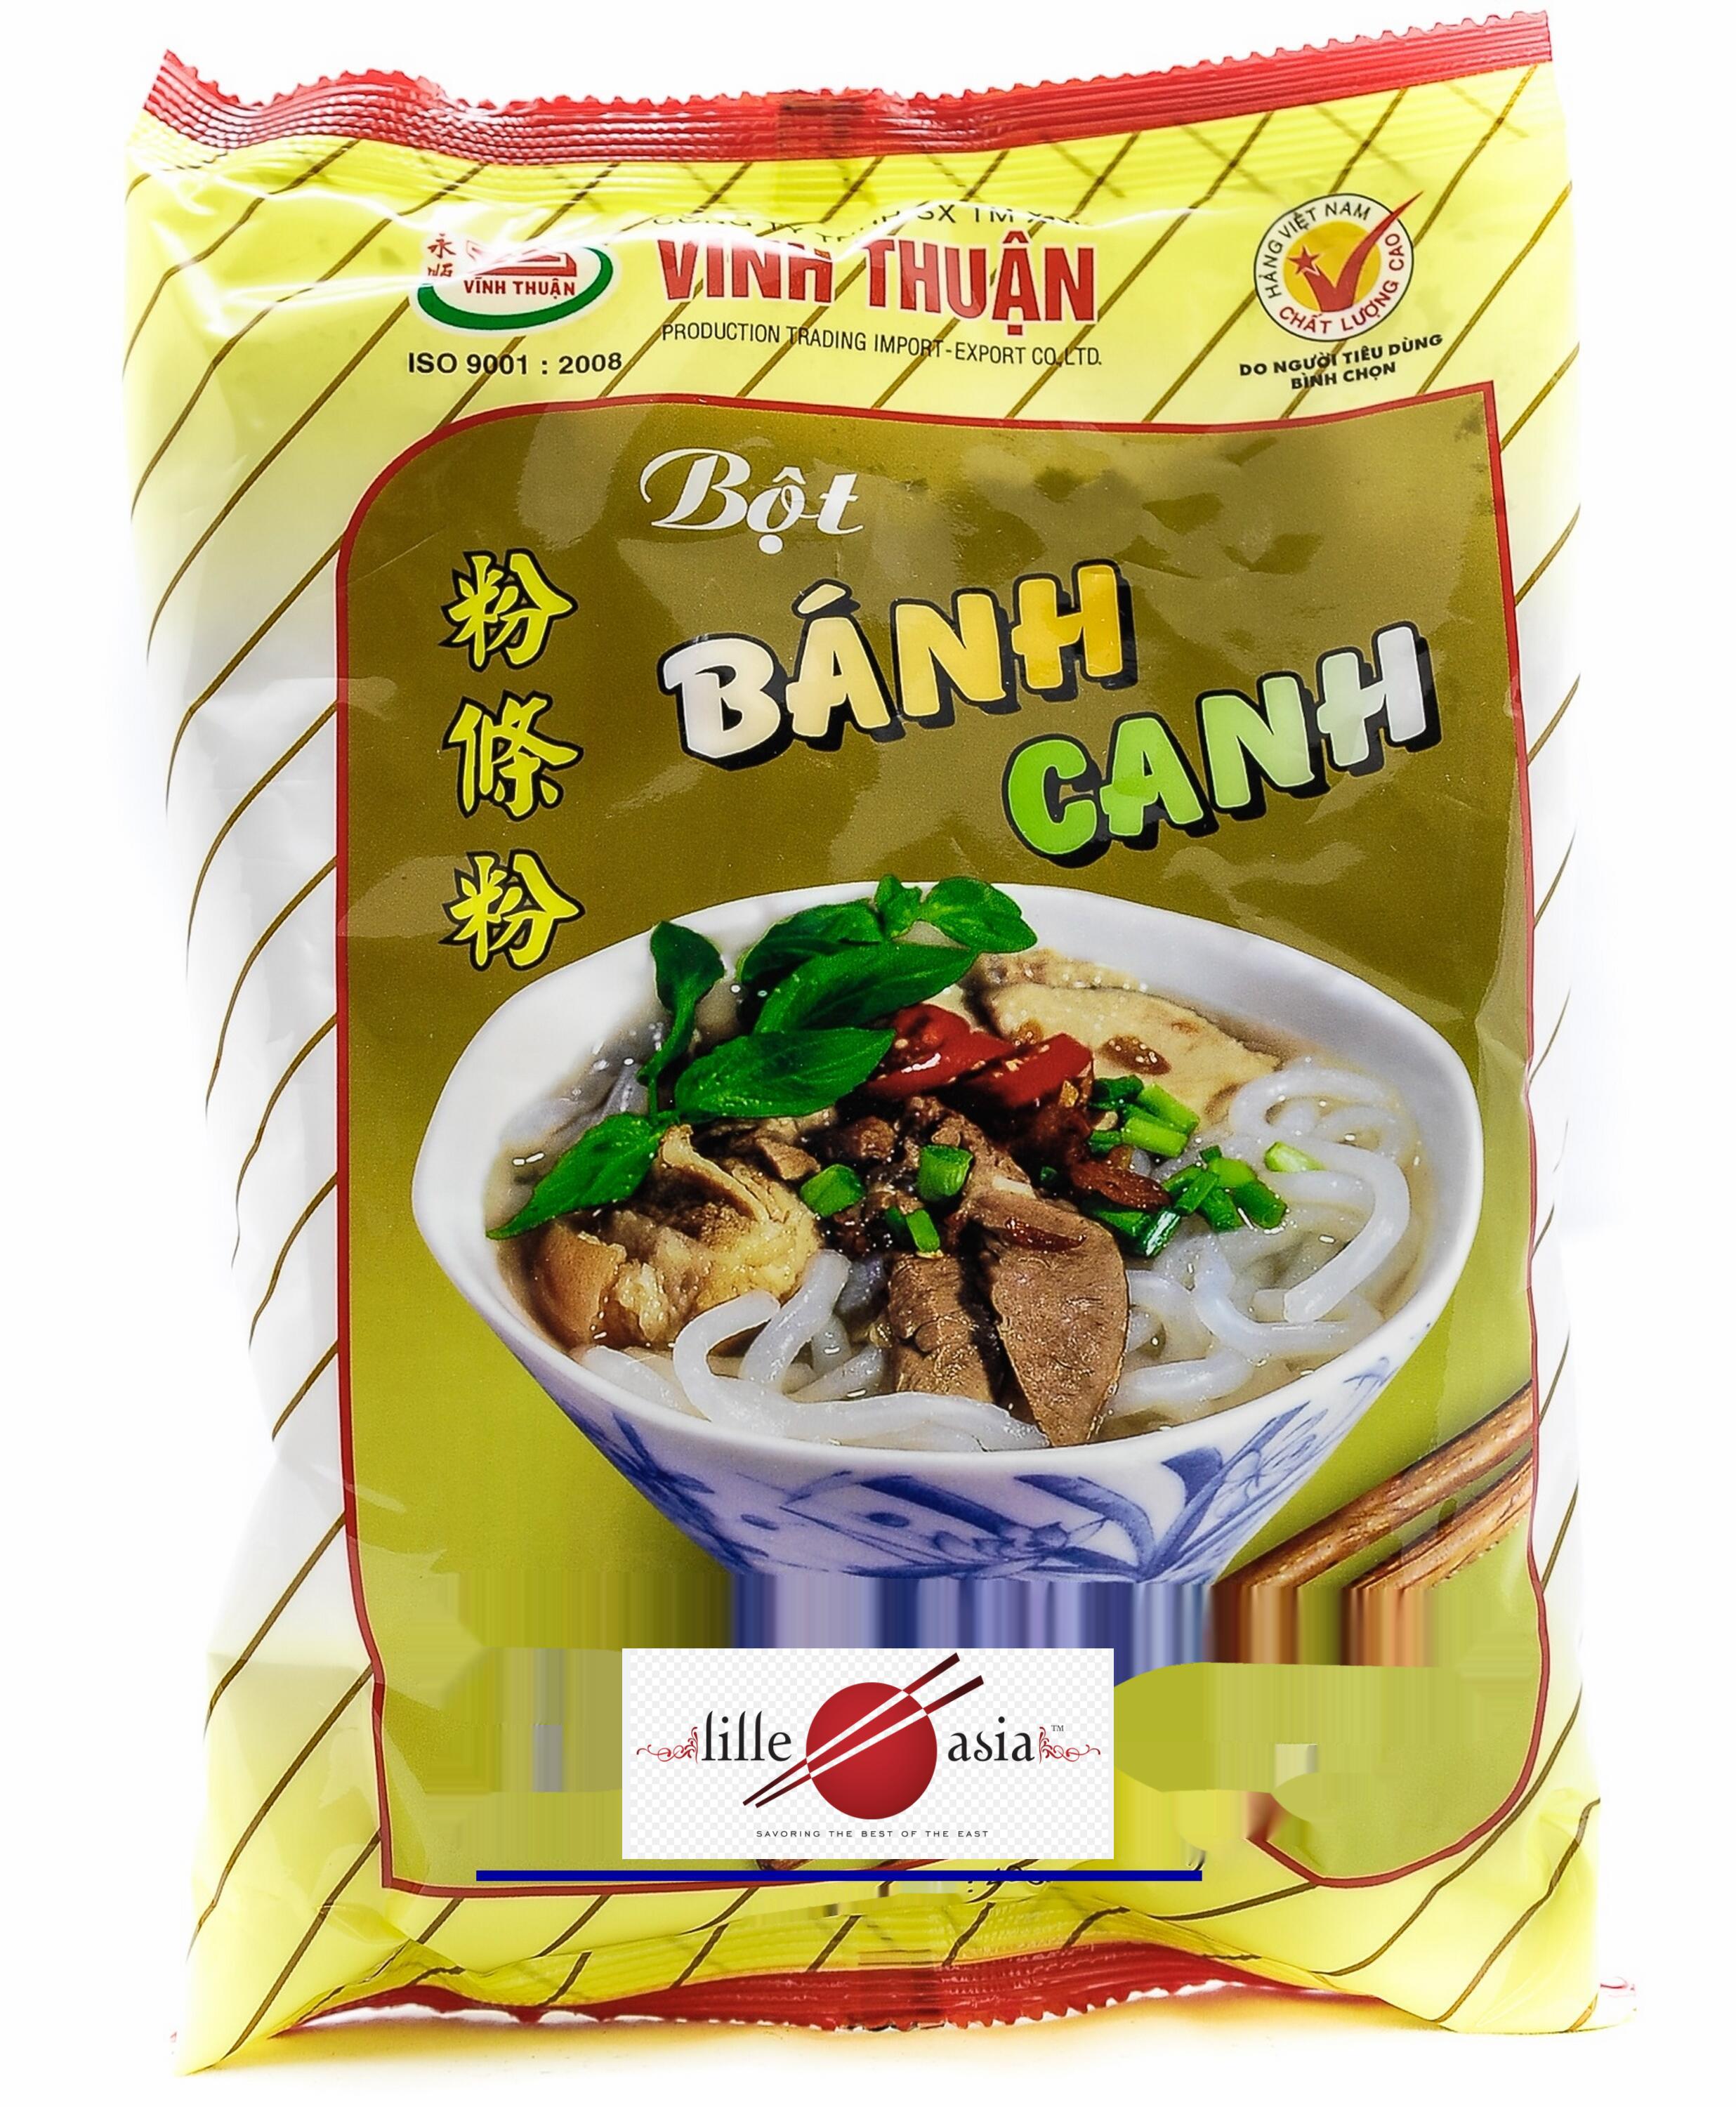 VĨNH THUẬN
PRODUCTION TRADING IMPORT-EXPORT CO.,LTD.
永
VĨNH THUẬN
ISO 9001 : 2008
HÀNG VIỆT NAM
CHẤT LƯỢNG CAO
DO NGƯỜI TIÊU DÙNG
BÌNH CHỌN
Bột
BÁNH
CANH
粉
條
粉
lille asia™
SAVORING THE BEST OF THE EAST